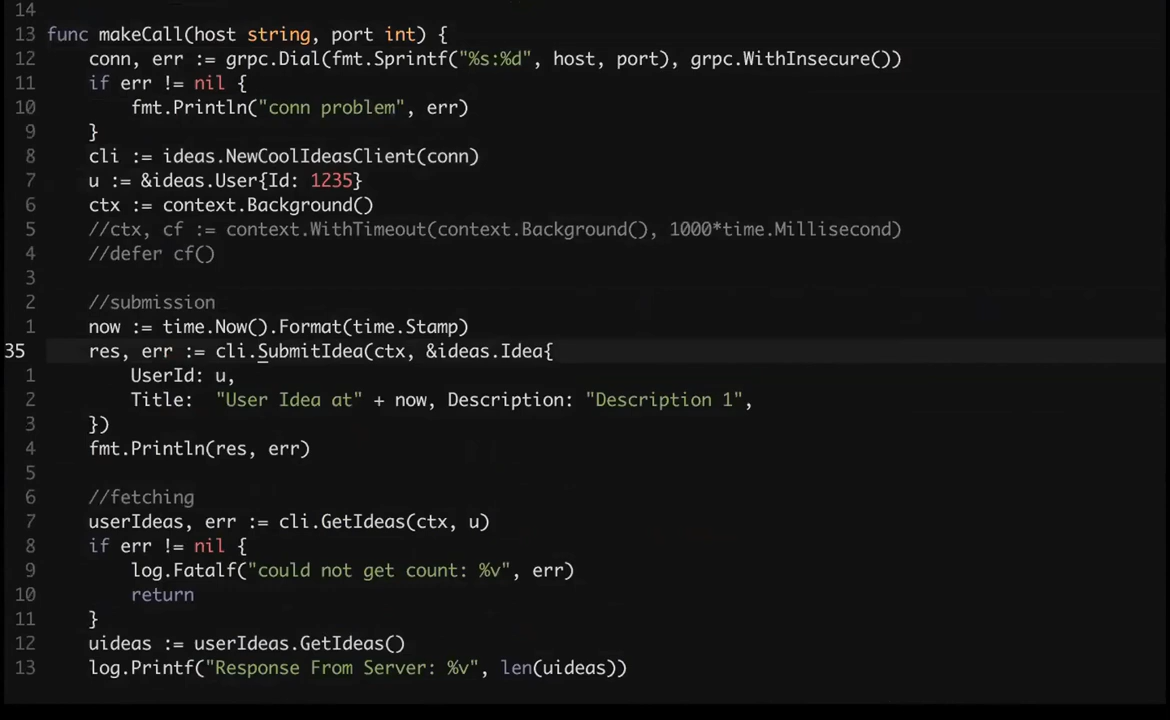 14
13 func makeCall(host string, port int) {
12 conn, err := grpc.Dial(fmt.Sprintf("%s:%d", host, port), grpc.WithInsecure())
11 if err != nil {
10 fmt.Println("conn problem", err)
9 }
8 cli := ideas.NewCoolIdeasClient(conn)
7 u := &ideas.User{Id: 1235}
6 ctx := context.Background()
5 //ctx, cf := context.WithTimeout(context.Background(), 1000*time.Millisecond)
4 //defer cf()
3
2 //submission
1 now := time.Now().Format(time.Stamp)
35 res, err := cli.SubmitIdea(ctx, &ideas.Idea{
1 UserId: u,
2 Title: "User Idea at" + now, Description: "Description 1",
3 })
4 fmt.Println(res, err)
5
6 //fetching
7 userIdeas, err := cli.GetIdeas(ctx, u)
8 if err != nil {
9 log.Fatalf("could not get count: %v", err)
10 return
11 }
12 uideas := userIdeas.GetIdeas()
13 log.Printf("Response From Server: %v", len(uideas))